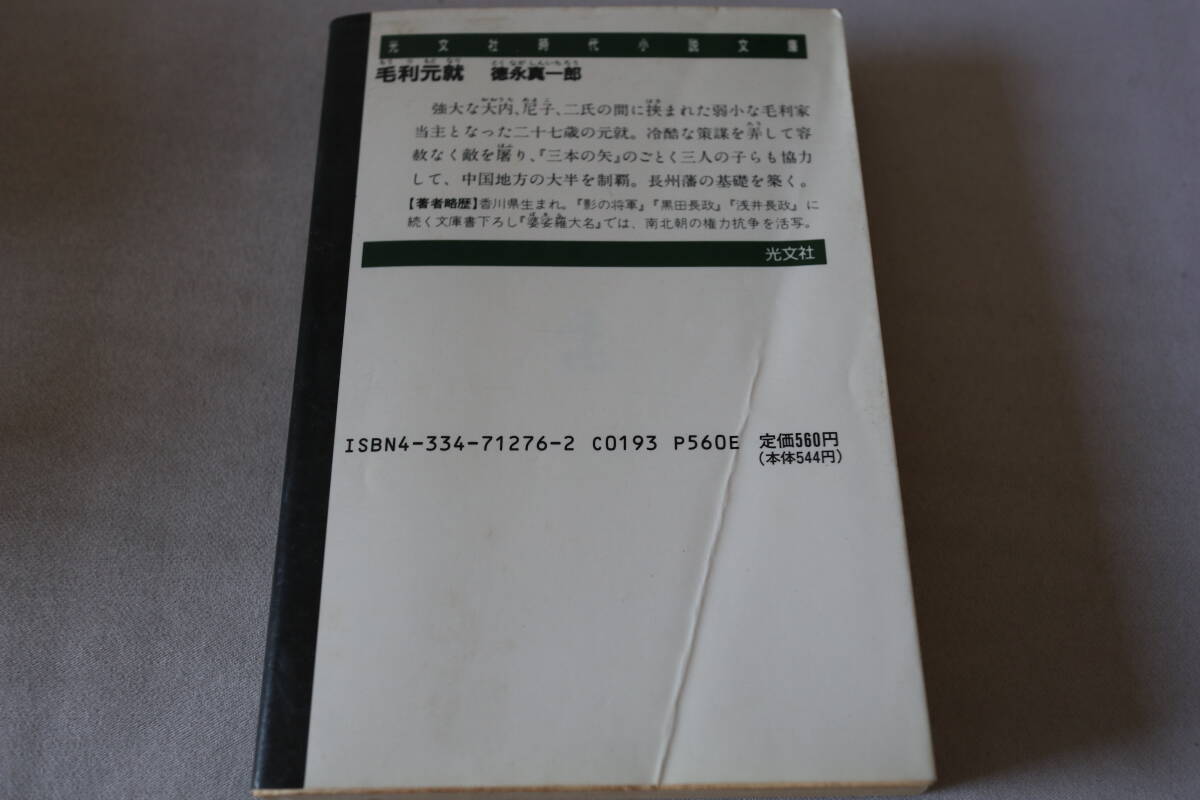 光文社時代小説文庫
毛利元就 徳永真一郎
強大な大内、尼子、二氏の間に挟まれた弱小な毛利家
当主となった二十七歳の元就。冷酷な策謀を弄して容
赦なく敵を屠り、『三本の矢』のごとく三人の子らも協力
して、中国地方の大半を制覇。長州藩の基礎を築く。
【著者略歴】香川県生まれ。『影の将軍』『黒田長政』『浅井長政』に
続く文庫書下ろし『婆娑羅大名』では、南北朝の権力抗争を活写。
光文社
ISBN4-334-71276-2 C0193 P560E 定価560円
(本体544円)